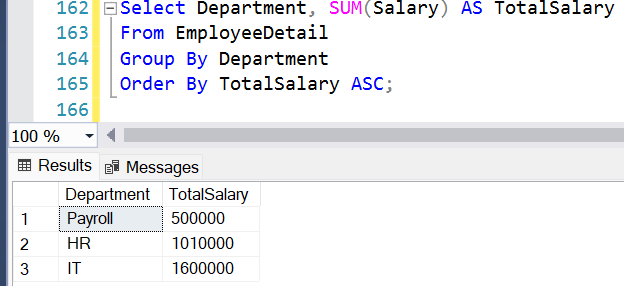 162 Select Department, SUM(Salary) AS TotalSalary
163 From EmployeeDetail
164 Group By Department
165 Order By TotalSalary ASC;
166
100 %
Results Messages
Department TotalSalary
1 Payroll 500000
2 HR 1010000
3 IT 1600000